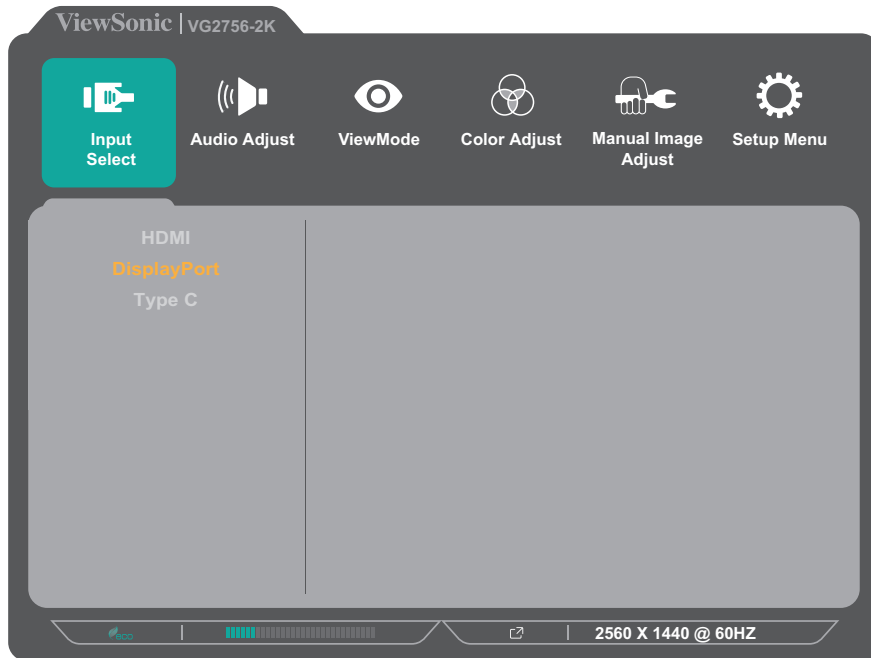 ViewSonic | VG2756-2K
Input
Select
Audio Adjust
ViewMode
Color Adjust
Manual Image
Adjust
Setup Menu
HDMI
DisplayPort
Type C
eco
2560 X 1440 @ 60HZ